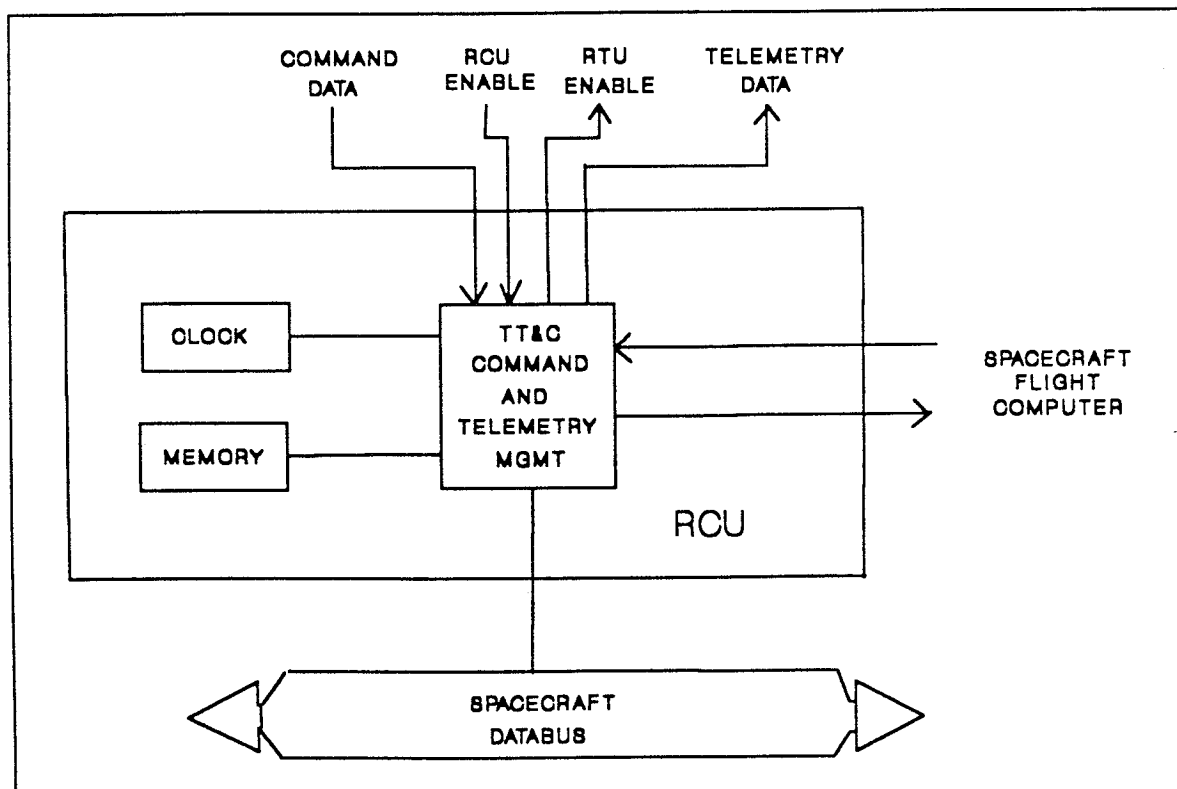 COMMAND
DATA
RCU
ENABLE
RTU
ENABLE
TELEMETRY
DATA
CLOCK
MEMORY
TT&C
COMMAND
AND
TELEMETRY
MGMT
SPACECRAFT
FLIGHT
COMPUTER
RCU
SPACECRAFT
DATABUS